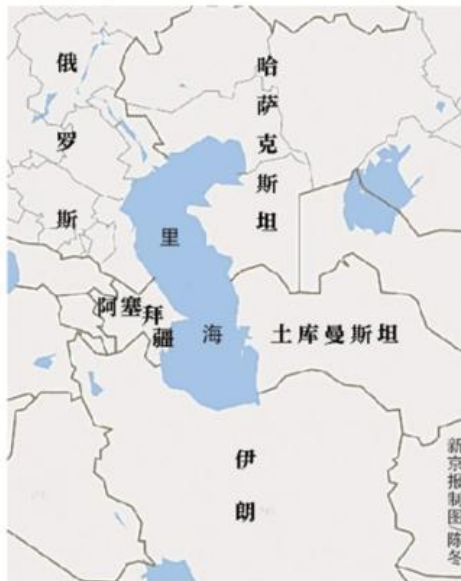 俄罗斯
哈萨克斯坦
里海
阿塞拜疆
土库曼斯坦
伊朗
新京报制图 陈冬